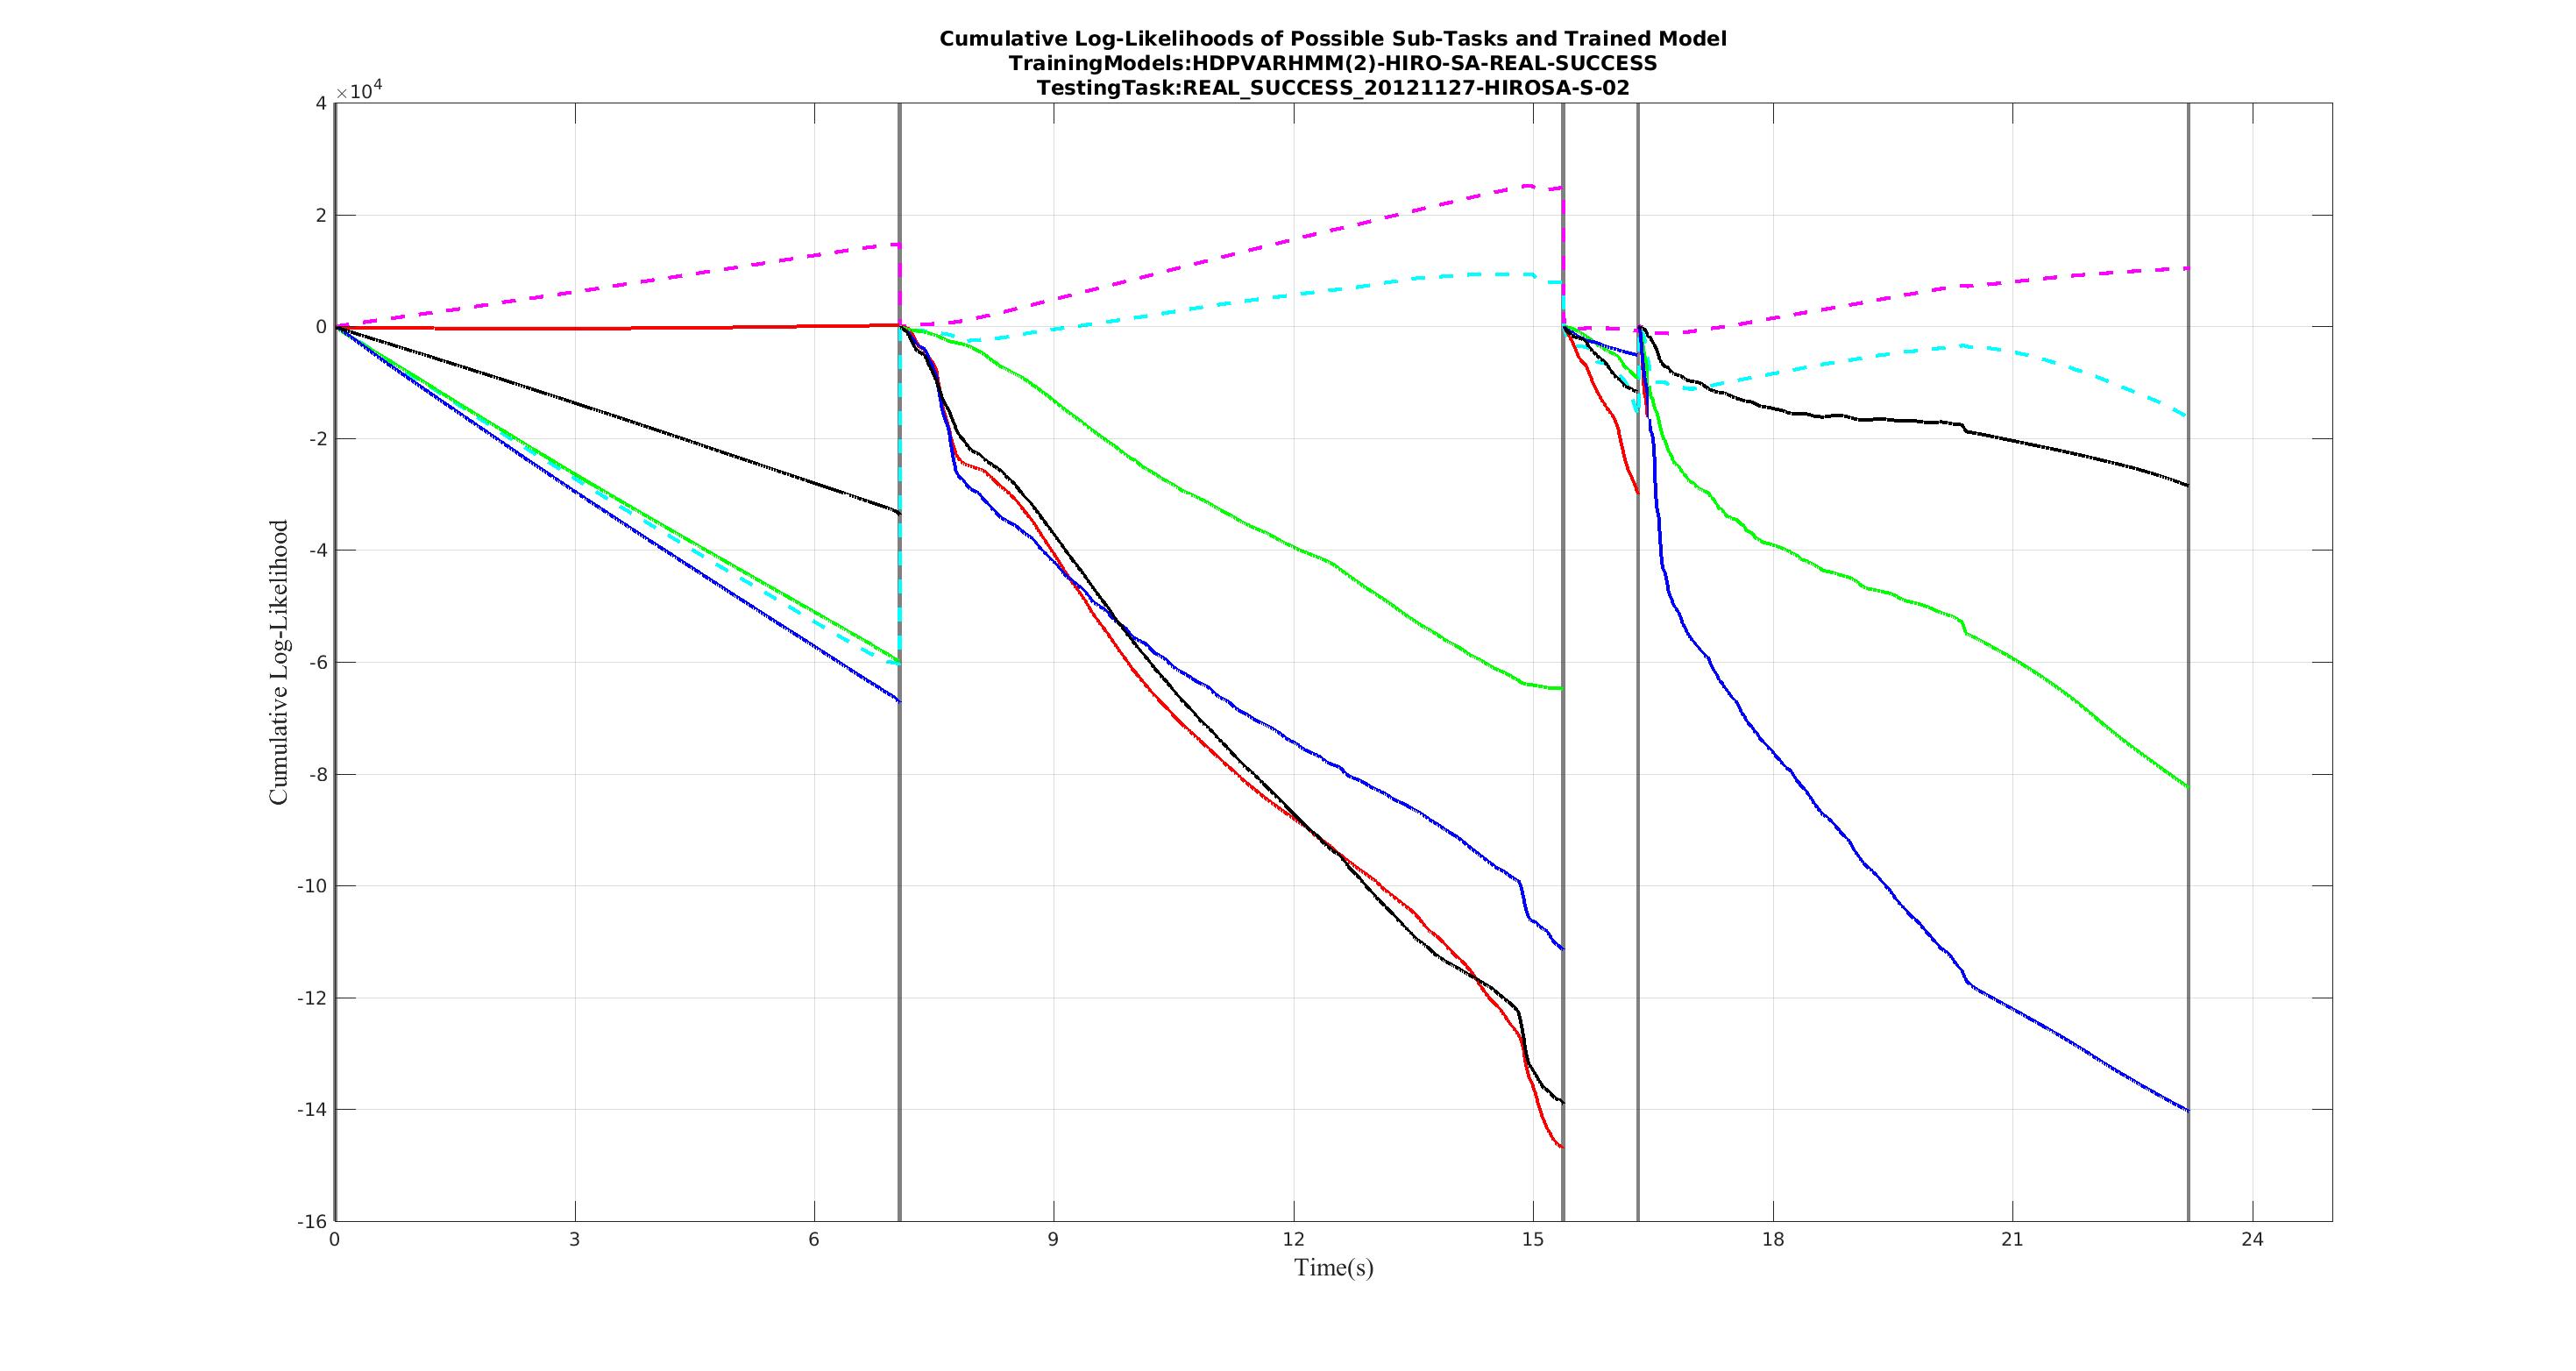 Cumulative Log-Likelihoods of Possible Sub-Tasks and Trained Model
TrainingModels:HDPVARHMM(2)-HIRO-SA-REAL-SUCCESS
TestingTask:REAL_SUCCESS_20121127-HIROSA-S-02
×10⁴
4
2
0
-2
-4
-6
-8
-10
-12
-14
-16
Cumulative Log-Likelihood
0 3 6 9 12 15 18 21 24
Time(s)